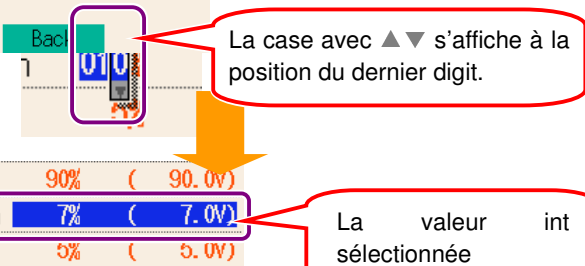 Back
La case avec ▲▼ s’affiche à la
position du dernier digit.
010
90% ( 90.0V)
7% ( 7.0V)
5% ( 5.0V)
La valeur int
sélectionnée